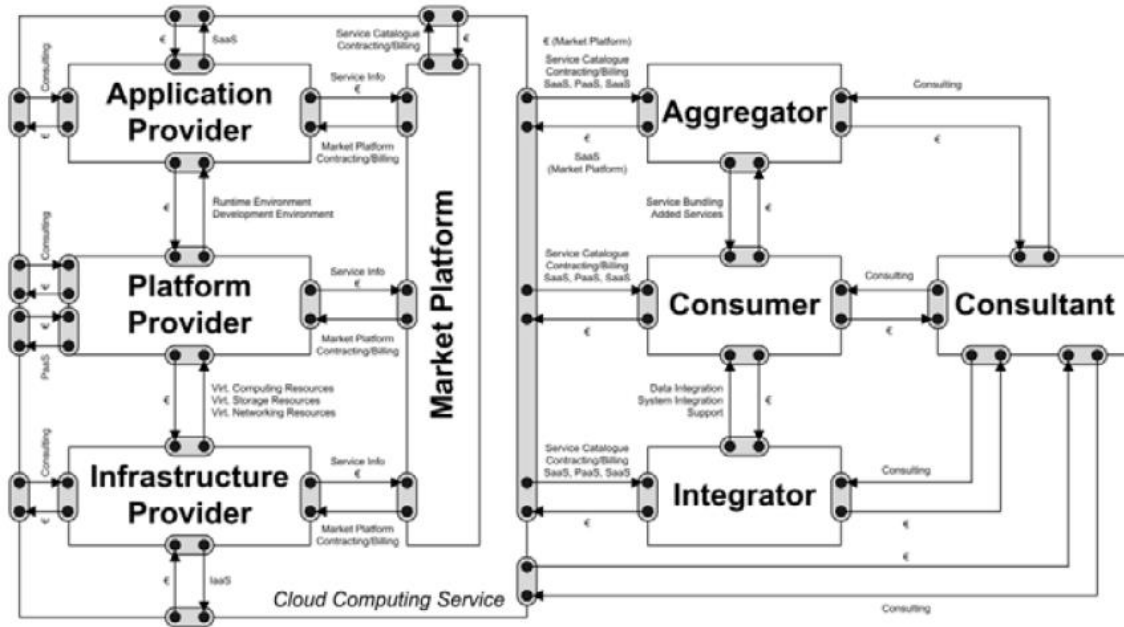 €
SaaS
Service Catalogue
Contracting/Billing
€
€ (Market Platform)
Consulting
€
Application
Provider
Service Info
€
Market Platform
Contracting/Billing
Service Catalogue
Contracting/Billing
SaaS, PaaS, SaaS
€
SaaS
(Market Platform)
Aggregator
Consulting
€
€
Runtime Environment
Development Environment
Market Platform
Service Bundling
Added Services
€
Consulting
€
€
PaaS
Platform
Provider
Service Info
€
Market Platform
Contracting/Billing
Service Catalogue
Contracting/Billing
SaaS, PaaS, SaaS
€
Consumer
Consulting
€
Consultant
€
Virt. Computing Resources
Virt. Storage Resources
Virt. Networking Resources
Data Integration
System Integration
Support
€
Consulting
€
Infrastructure
Provider
Service Info
€
Market Platform
Contracting/Billing
Service Catalogue
Contracting/Billing
SaaS, PaaS, SaaS
€
Integrator
Consulting
€
€
IaaS
Cloud Computing Service
€
Consulting